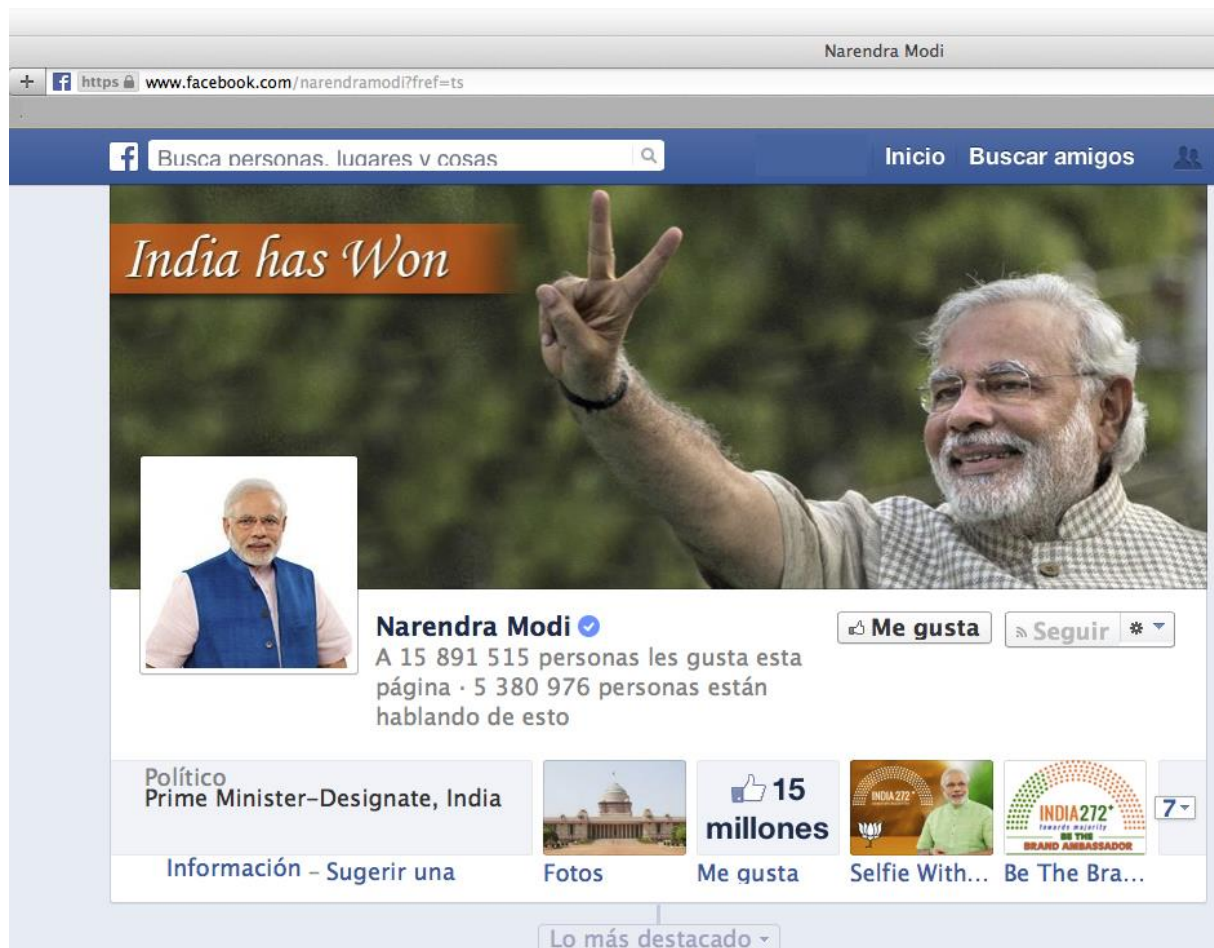 Narendra Modi
+ f https www.facebook.com/narendramodi?fref=ts
f Busca personas, lugares y cosas Inicio Buscar amigos
India has Won
Narendra Modi
Me gusta Seguir
A 15 891 515 personas les gusta esta
página · 5 380 976 personas están
hablando de esto
Político
Prime Minister–Designate, India
15
millones
INDIA 272+
INDIA272+
towards majority
BE THE
BRAND AMBASSADOR
7
Información – Sugerir una
Fotos
Me gusta
Selfie With...
Be The Bra...
Lo más destacado